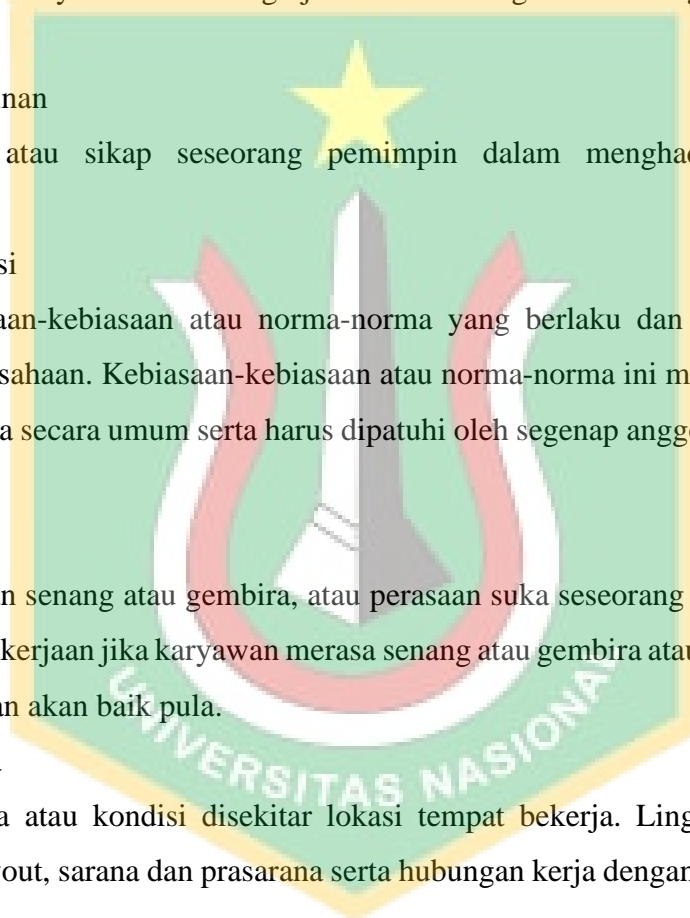 nan
atau sikap seseorang pemimpin dalam
si
aan-kebiasaan atau norma-norma yang berlaku dan
sahaan. Kebiasaan-kebiasaan atau norma-norma ini m
a secara umum serta harus dipatuhi oleh segenap
n senang atau gembira, atau perasaan suka seseorang
kerjaan jika karyawan merasa senang atau gembira atau
an akan baik pula.
a atau kondisi disekitar lokasi tempat bekerja.
out, sarana dan prasarana serta hubungan kerja dengan
UNIVERSITAS NASIONAL